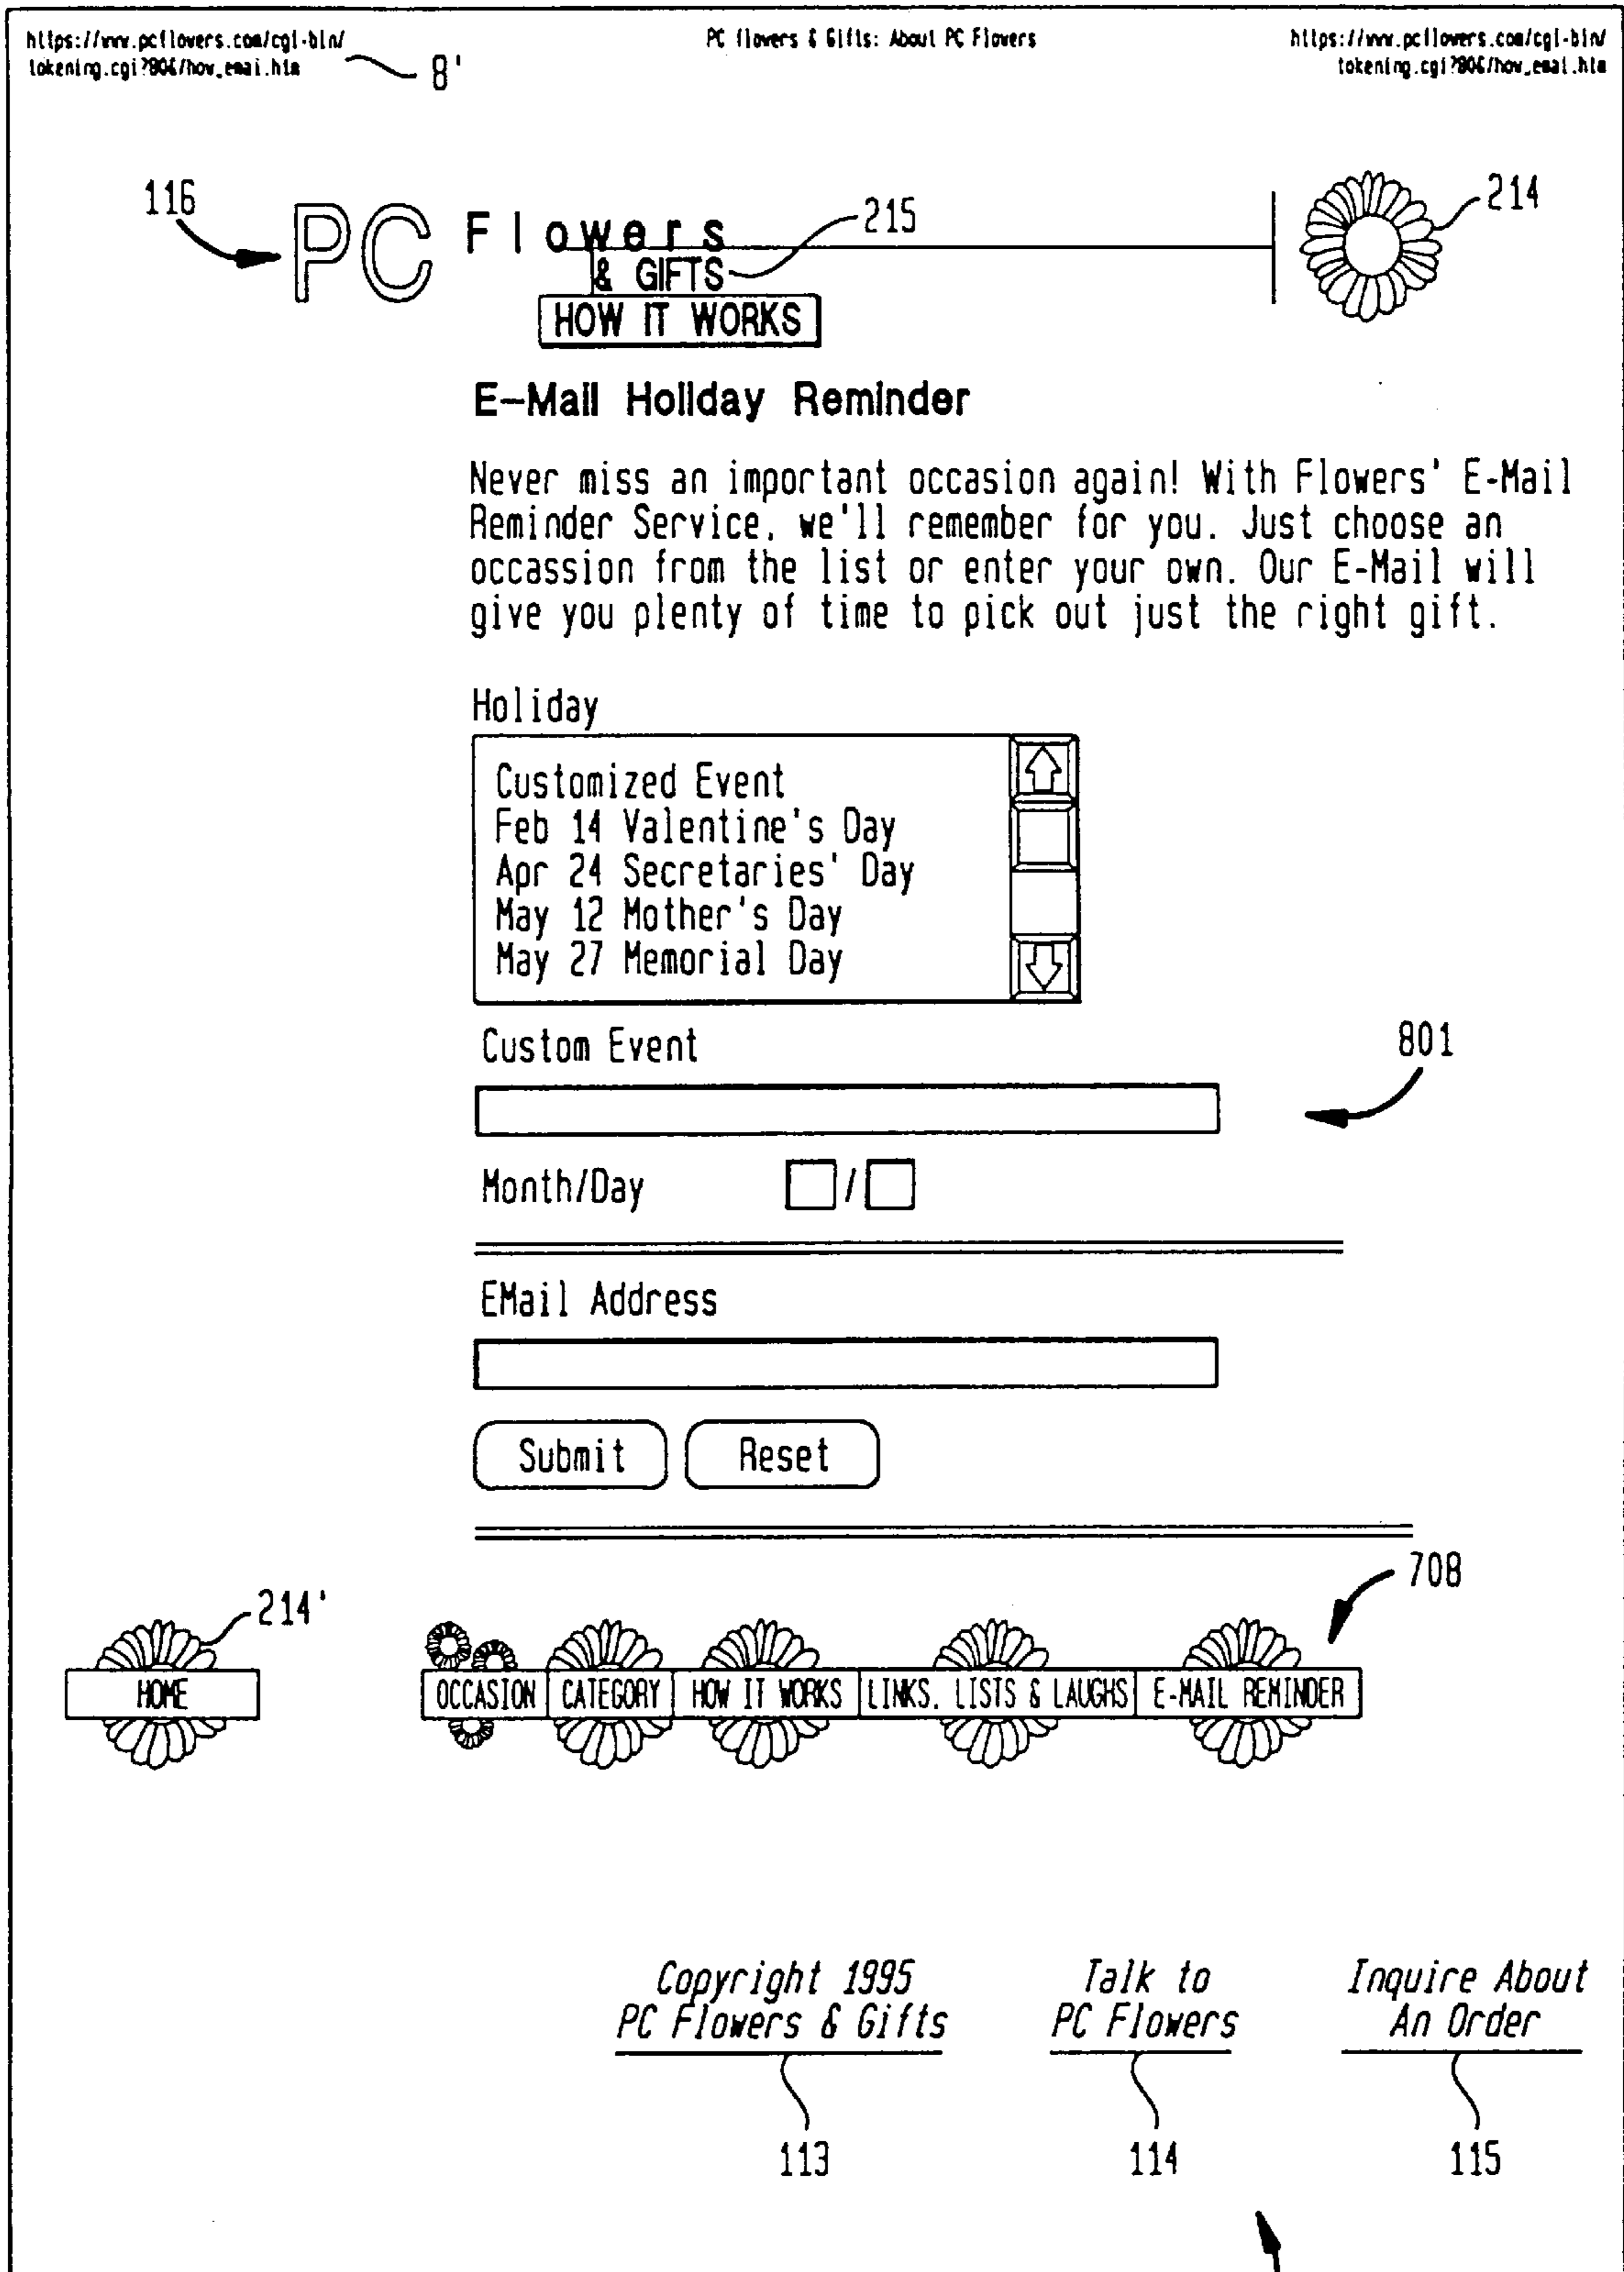 https://www.pcflowers.com/cgi-bin/
PC flowers & Gifts: About PC Flowers
https://www.pcflowers.com/cgi-bin/
tokening.cgi?806/how_emai.htm
tokening.cgi?806/how_emai.htm
8'
116
PC Flowers
215
214
& GIFTS
HOW IT WORKS
E-Mail Holiday Reminder
Never miss an important occasion again! With Flowers' E-Mail
Reminder Service, we'll remember for you. Just choose an
occassion from the list or enter your own. Our E-Mail will
give you plenty of time to pick out just the right gift.
Holiday
Customized Event
Feb 14 Valentine's Day
Apr 24 Secretaries' Day
May 12 Mother's Day
May 27 Memorial Day
Custom Event
801
Month/Day / 
EMail Address
Submit Reset
708
214'
HOME OCCASION CATEGORY HOW IT WORKS LINKS, LISTS & LAUGHS E-MAIL REMINDER
Copyright 1995 Talk to Inquire About
PC Flowers & Gifts PC Flowers An Order
113 114 115